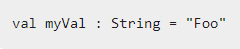 val myVal : String = "Foo"